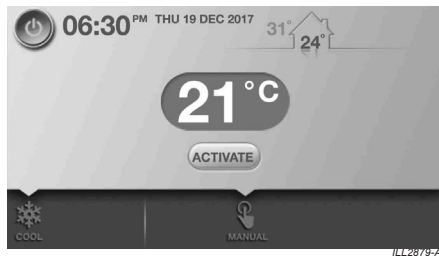 06:30 PM THU 19 DEC 2017
31°
24°
21°C
ACTIVATE
COOL
MANUAL
ILL2879-A